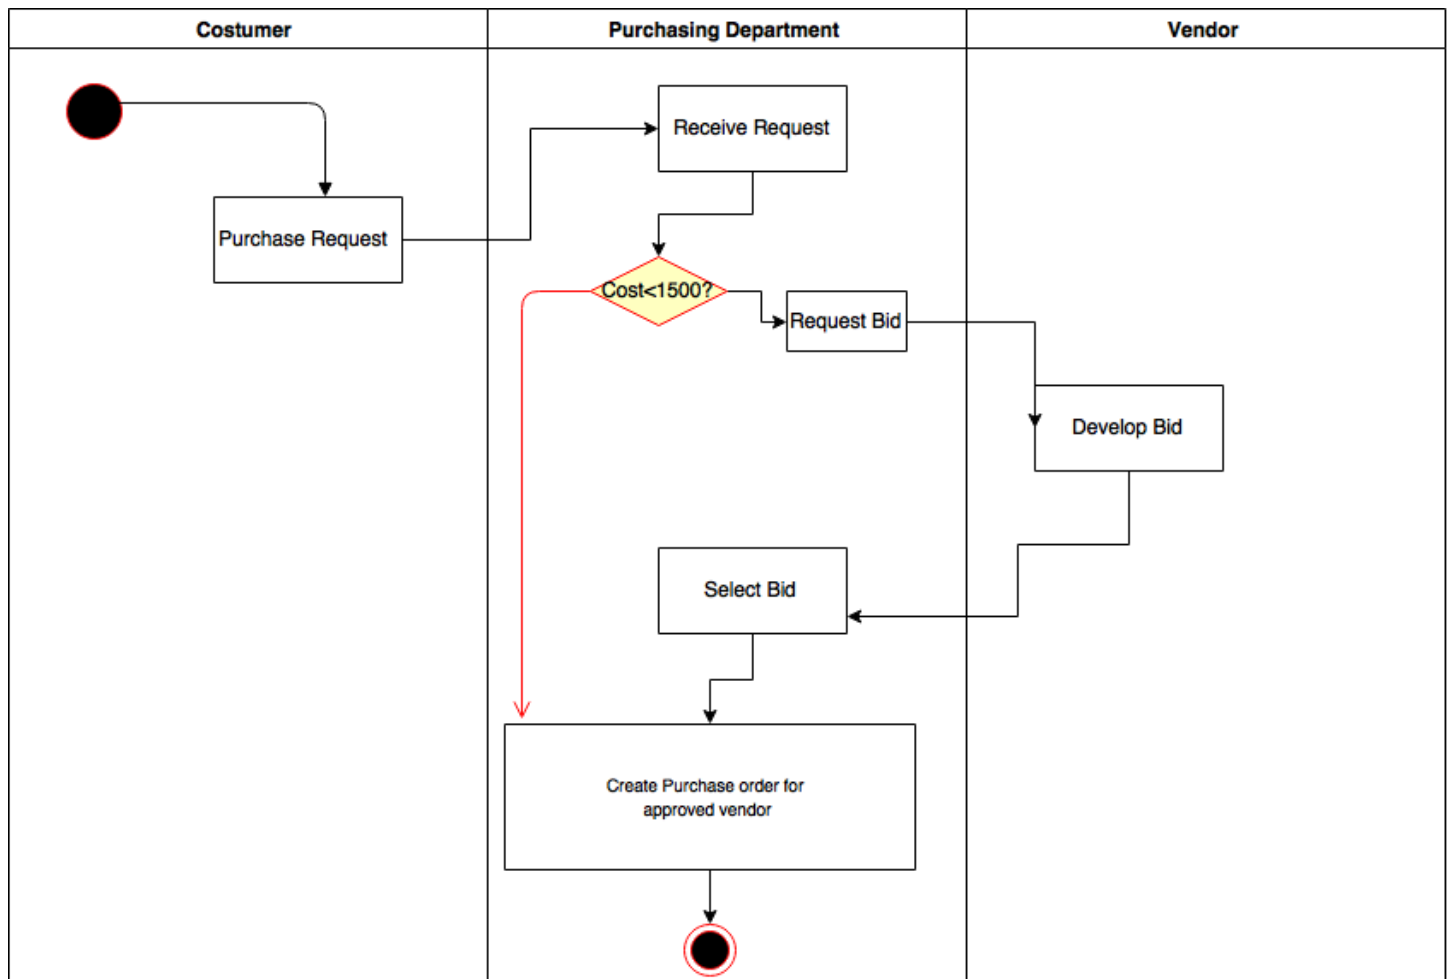 Costumer
Purchasing Department
Vendor
Receive Request
Purchase Request
Cost<1500?
Request Bid
Develop Bid
Select Bid
Create Purchase order for
approved vendor